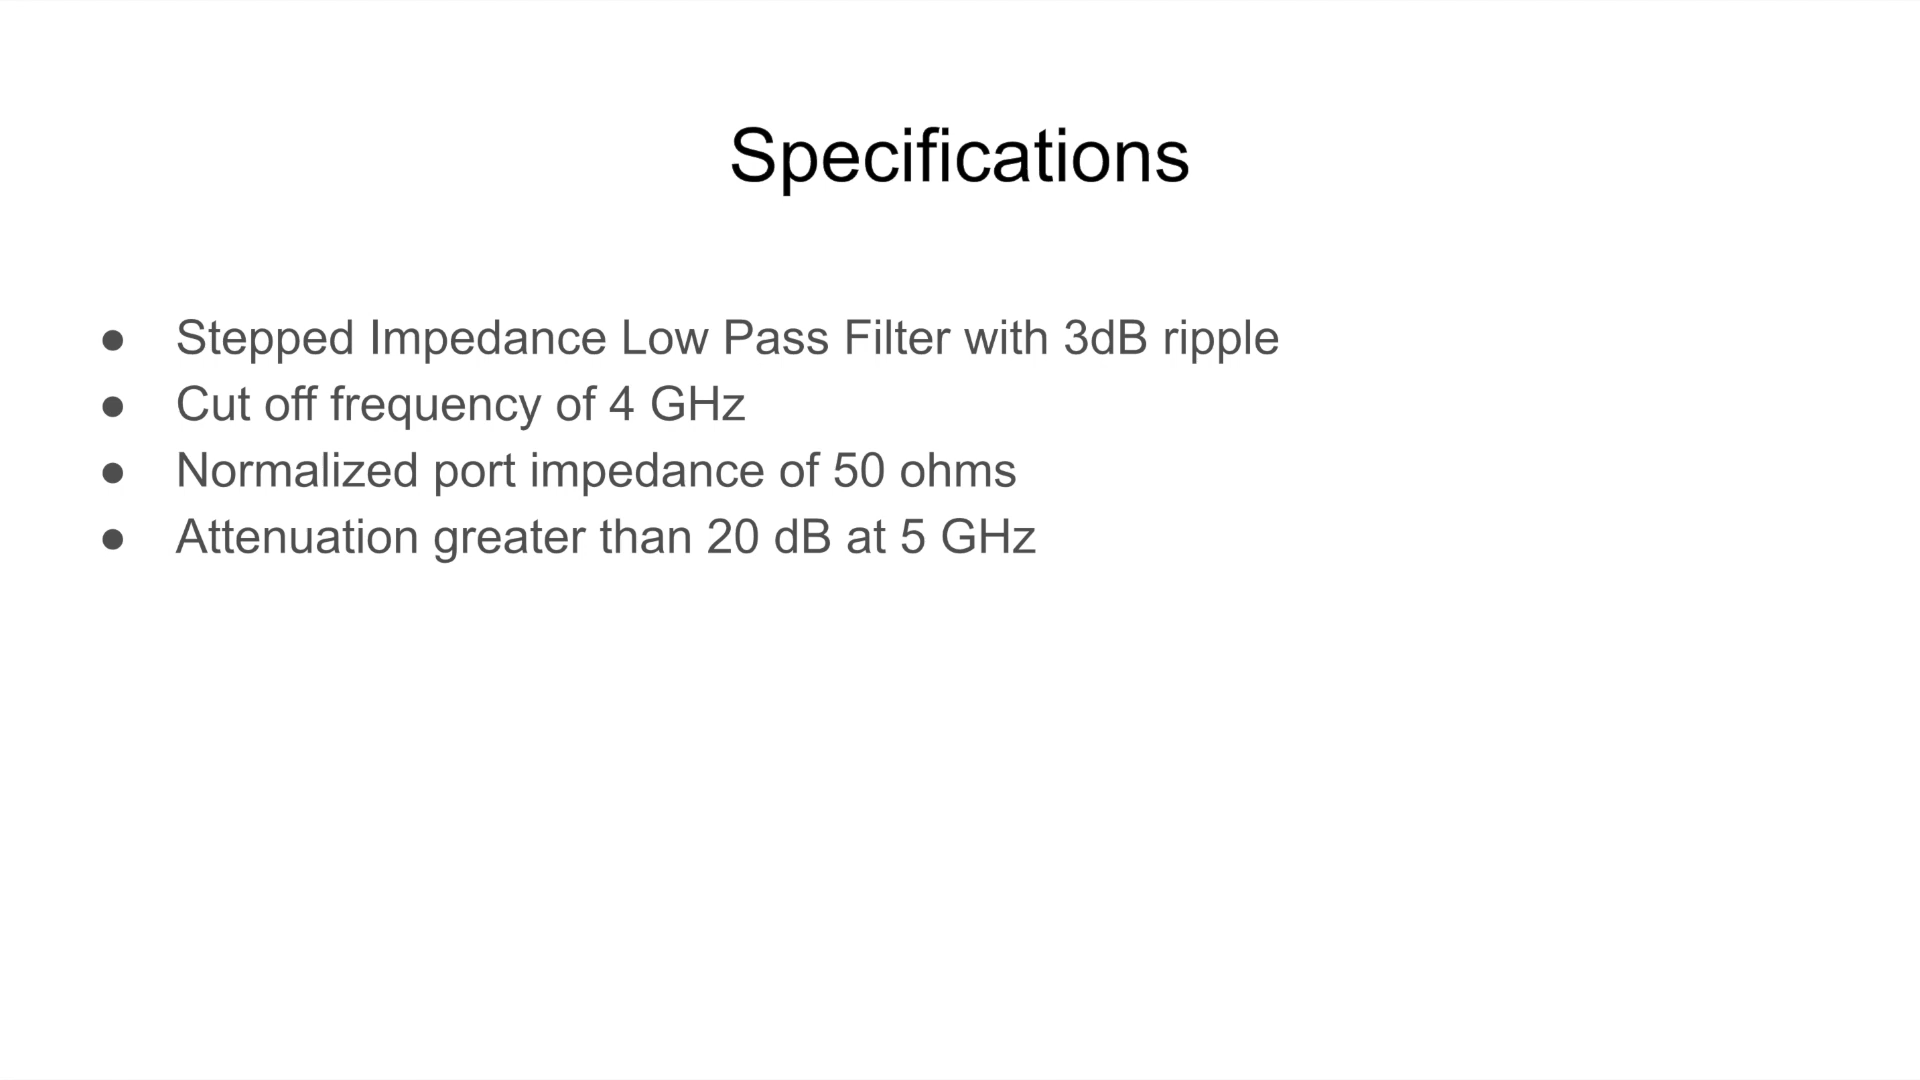 Specifications
● Stepped Impedance Low Pass Filter with 3dB ripple
● Cut off frequency of 4 GHz
● Normalized port impedance of 50 ohms
● Attenuation greater than 20 dB at 5 GHz